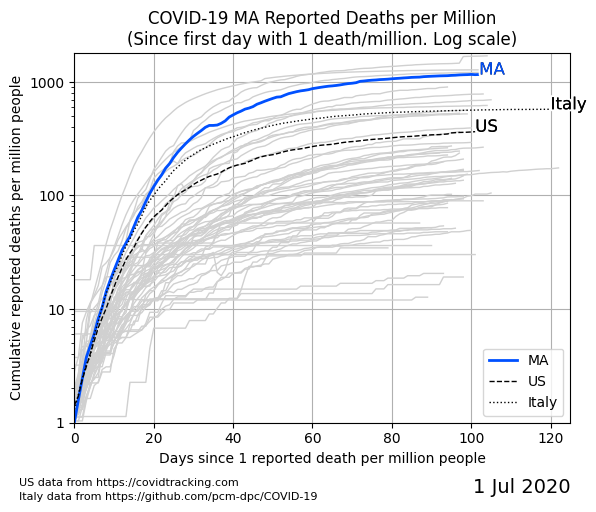 COVID-19 MA Reported Deaths per Million
(Since first day with 1 death/million. Log scale)
Cumulative reported deaths per million people
1000
100
10
1
MA
Italy
US
MA
US
Italy
0 20 40 60 80 100 120
Days since 1 reported death per million people
US data from https://covidtracking.com
Italy data from https://github.com/pcm-dpc/COVID-19
1 Jul 2020